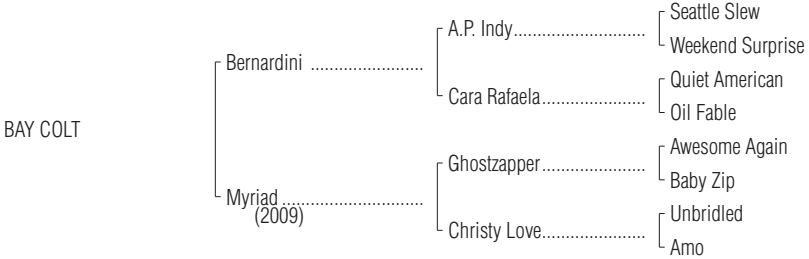 Seattle Slew
A.P. Indy............................
Weekend Surprise
Bernardini ........................
Quiet American
Cara Rafaela......................
Oil Fable
BAY COLT
Awesome Again
Ghostzapper.......................
Baby Zip
Myriad ..............................
(2009)
Unbridled
Christy Love......................
Amo